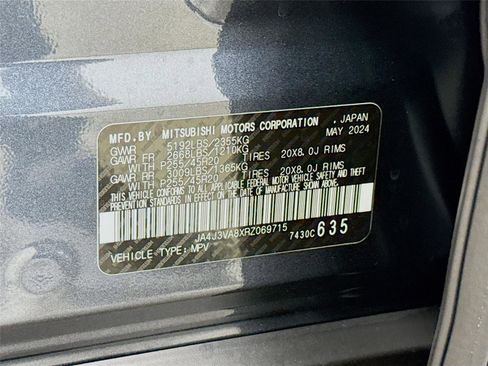 MFD.BY MITSUBISHI MOTORS CORPORATION, JAPAN
GVWR 5192LBS/2355KG MAY 2024
GAWR FR 2668LBS/1210KG
WITH P255/45R20 TIRES 20X8.0J RIMS
GAWR RR 3009LBS/1365KG
WITH P255/45R20 TIRES 20X8.0J RIMS
THIS VEHICLE CONFORMS TO ALL APPLICABLE FEDERAL MOTOR VEHICLE SAFETY, BUMPER AND THEFT
PREVENTION STANDARDS IN EFFECT ON THE DATE OF MANUFACTURE SHOWN ABOVE.
JA4J3VA8XRZ069715 7430C635
VEHICLE TYPE: MPV